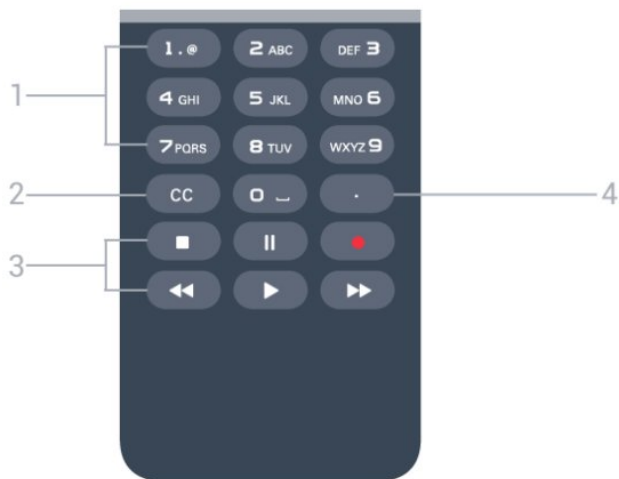 1 . @ 2 ABC DEF 3
1
4 GHI 5 JKL MNO 6
7 PQRS 8 TUV WXYZ 9
2 CC 0 ⎵ . 4
3